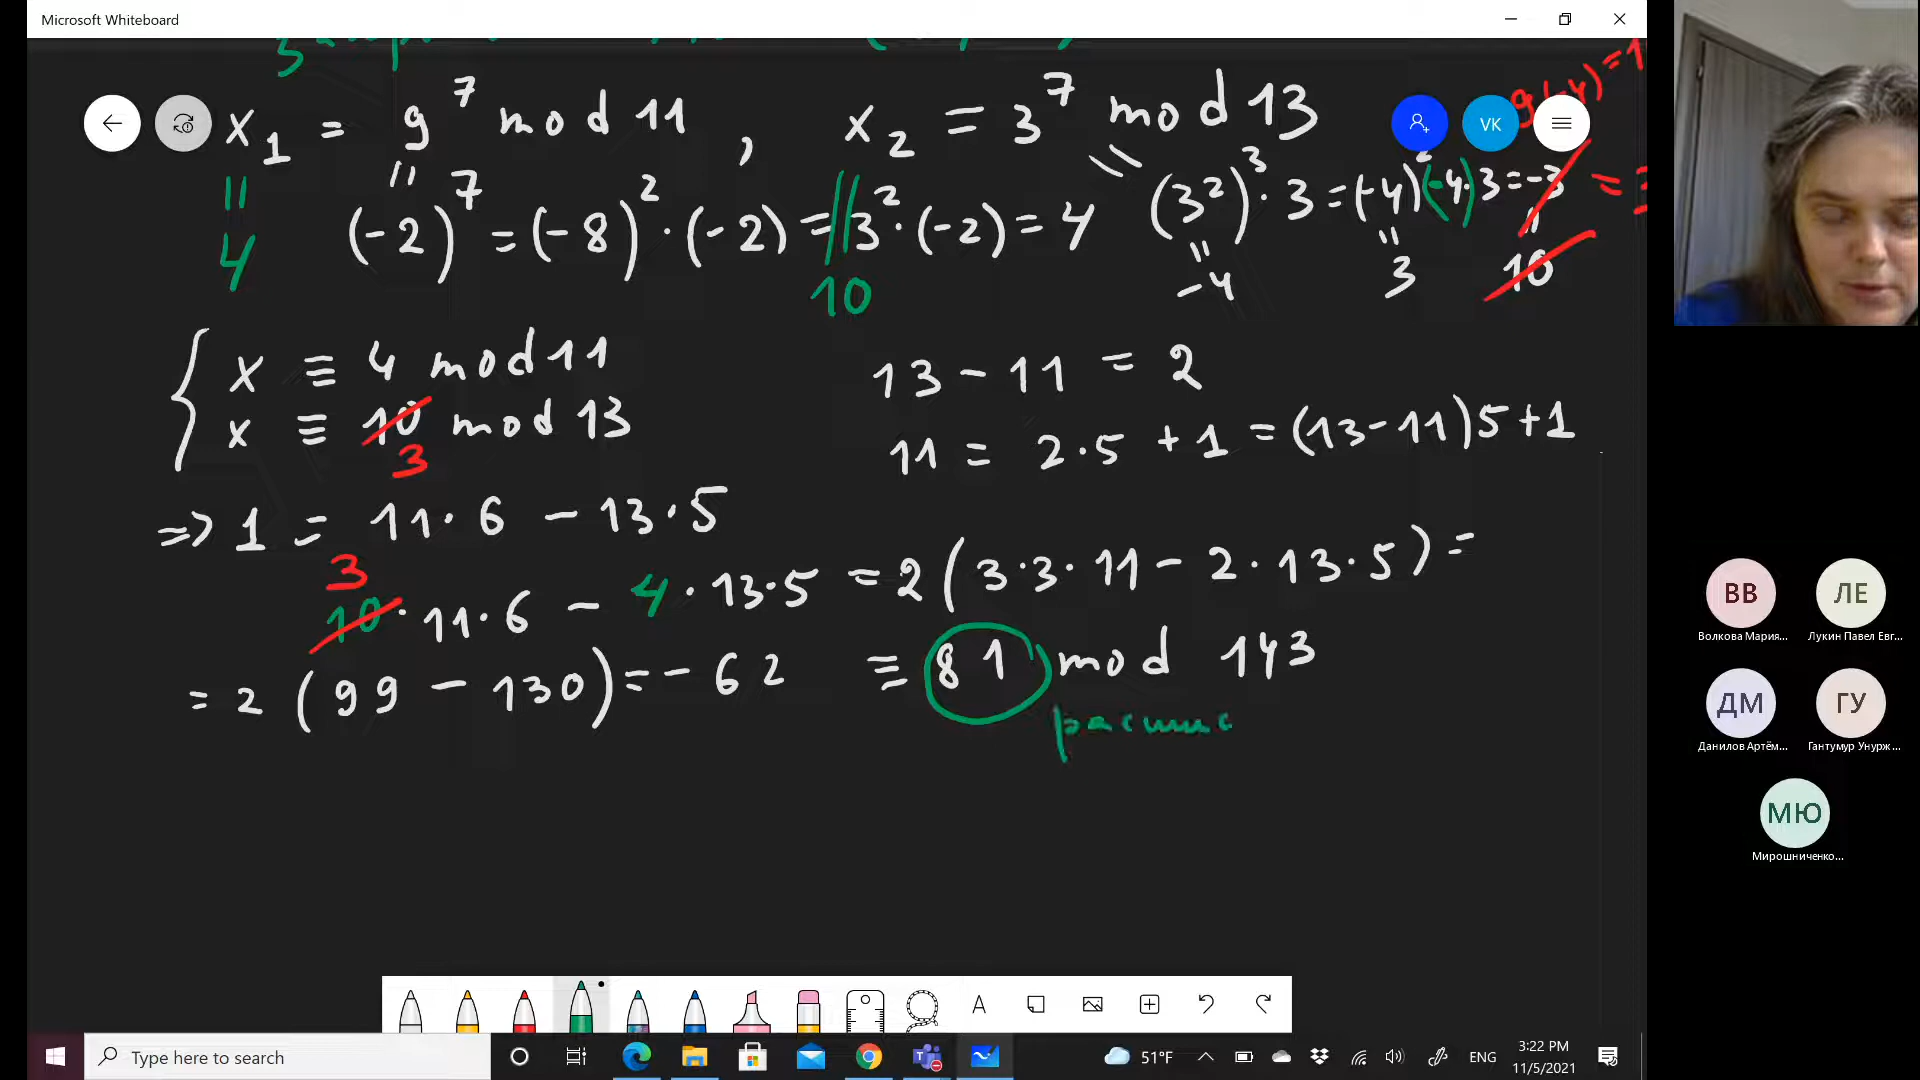 Microsoft Whiteboard
x₁ = 9⁷ mod 11 , x₂ = 3⁷ mod 13
9(-4) = 1
VK
"
4
(-2)⁷ = (-8)² · (-2) = 3² · (-2) = 4
10
" (3²)³ · 3 = (-4)² (-4) · 3 = -3 =
"
-4
"
3
"
10
{ x ≡ 4 mod 11
x ≡ 10 mod 13
3
13 - 11 = 2
11 = 2 · 5 + 1 = (13 - 11) 5 + 1
=> 1 = 11 · 6 - 13 · 5
3
10 · 11 · 6 - 4 · 13 · 5 = 2 ( 3 · 3 · 11 - 2 · 13 · 5 ) =
= 2 ( 99 - 130 ) = - 62 ≡ 81 mod 143
ВВ
Волкова Мария...
ЛЕ
Лукин Павел Евг...
ДМ
Данилов Артём...
ГУ
Гантумур Унурж...
МЮ
Мирошниченко...
A
Type here to search
51°F
ENG
3:22 PM
11/5/2021